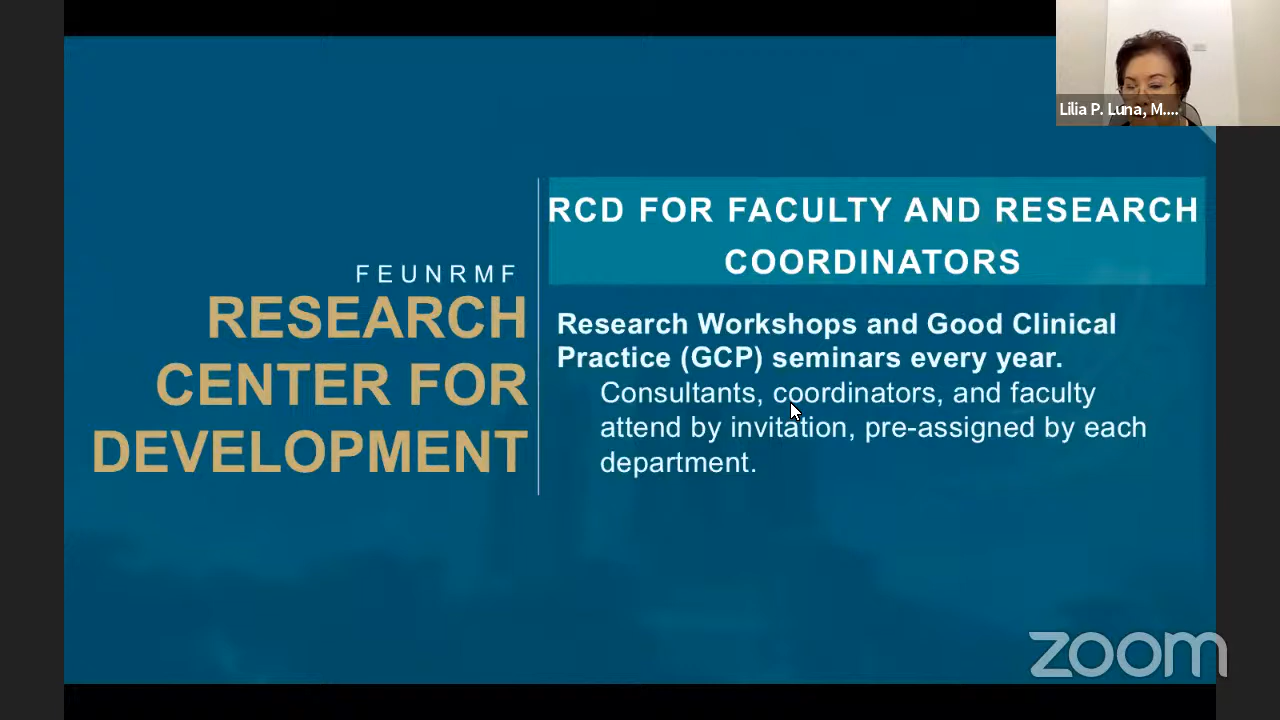 Lilia P. Luna, M....
RCD FOR FACULTY AND RESEARCH
COORDINATORS
FEUNRMF
RESEARCH
CENTER FOR
DEVELOPMENT
Research Workshops and Good Clinical
Practice (GCP) seminars every year.
Consultants, coordinators, and faculty
attend by invitation, pre-assigned by each
department.
zoom